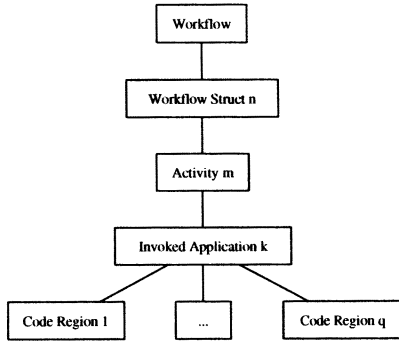 Workflow
Workflow Struct n
Activity m
Invoked Application k
Code Region 1
...
Code Region q